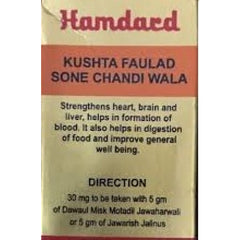 Hamdard
KUSHTA FAULAD
SONE CHANDI WALA
Strengthens heart, brain and
liver, helps in formation of
blood. It also helps in digestion
of food and improve general
well being.
DIRECTION
30 mg to be taken with 5 gm
of Dawaul Misk Motadil Jawaharwali
or 5 gm of Jawarish Jalinus